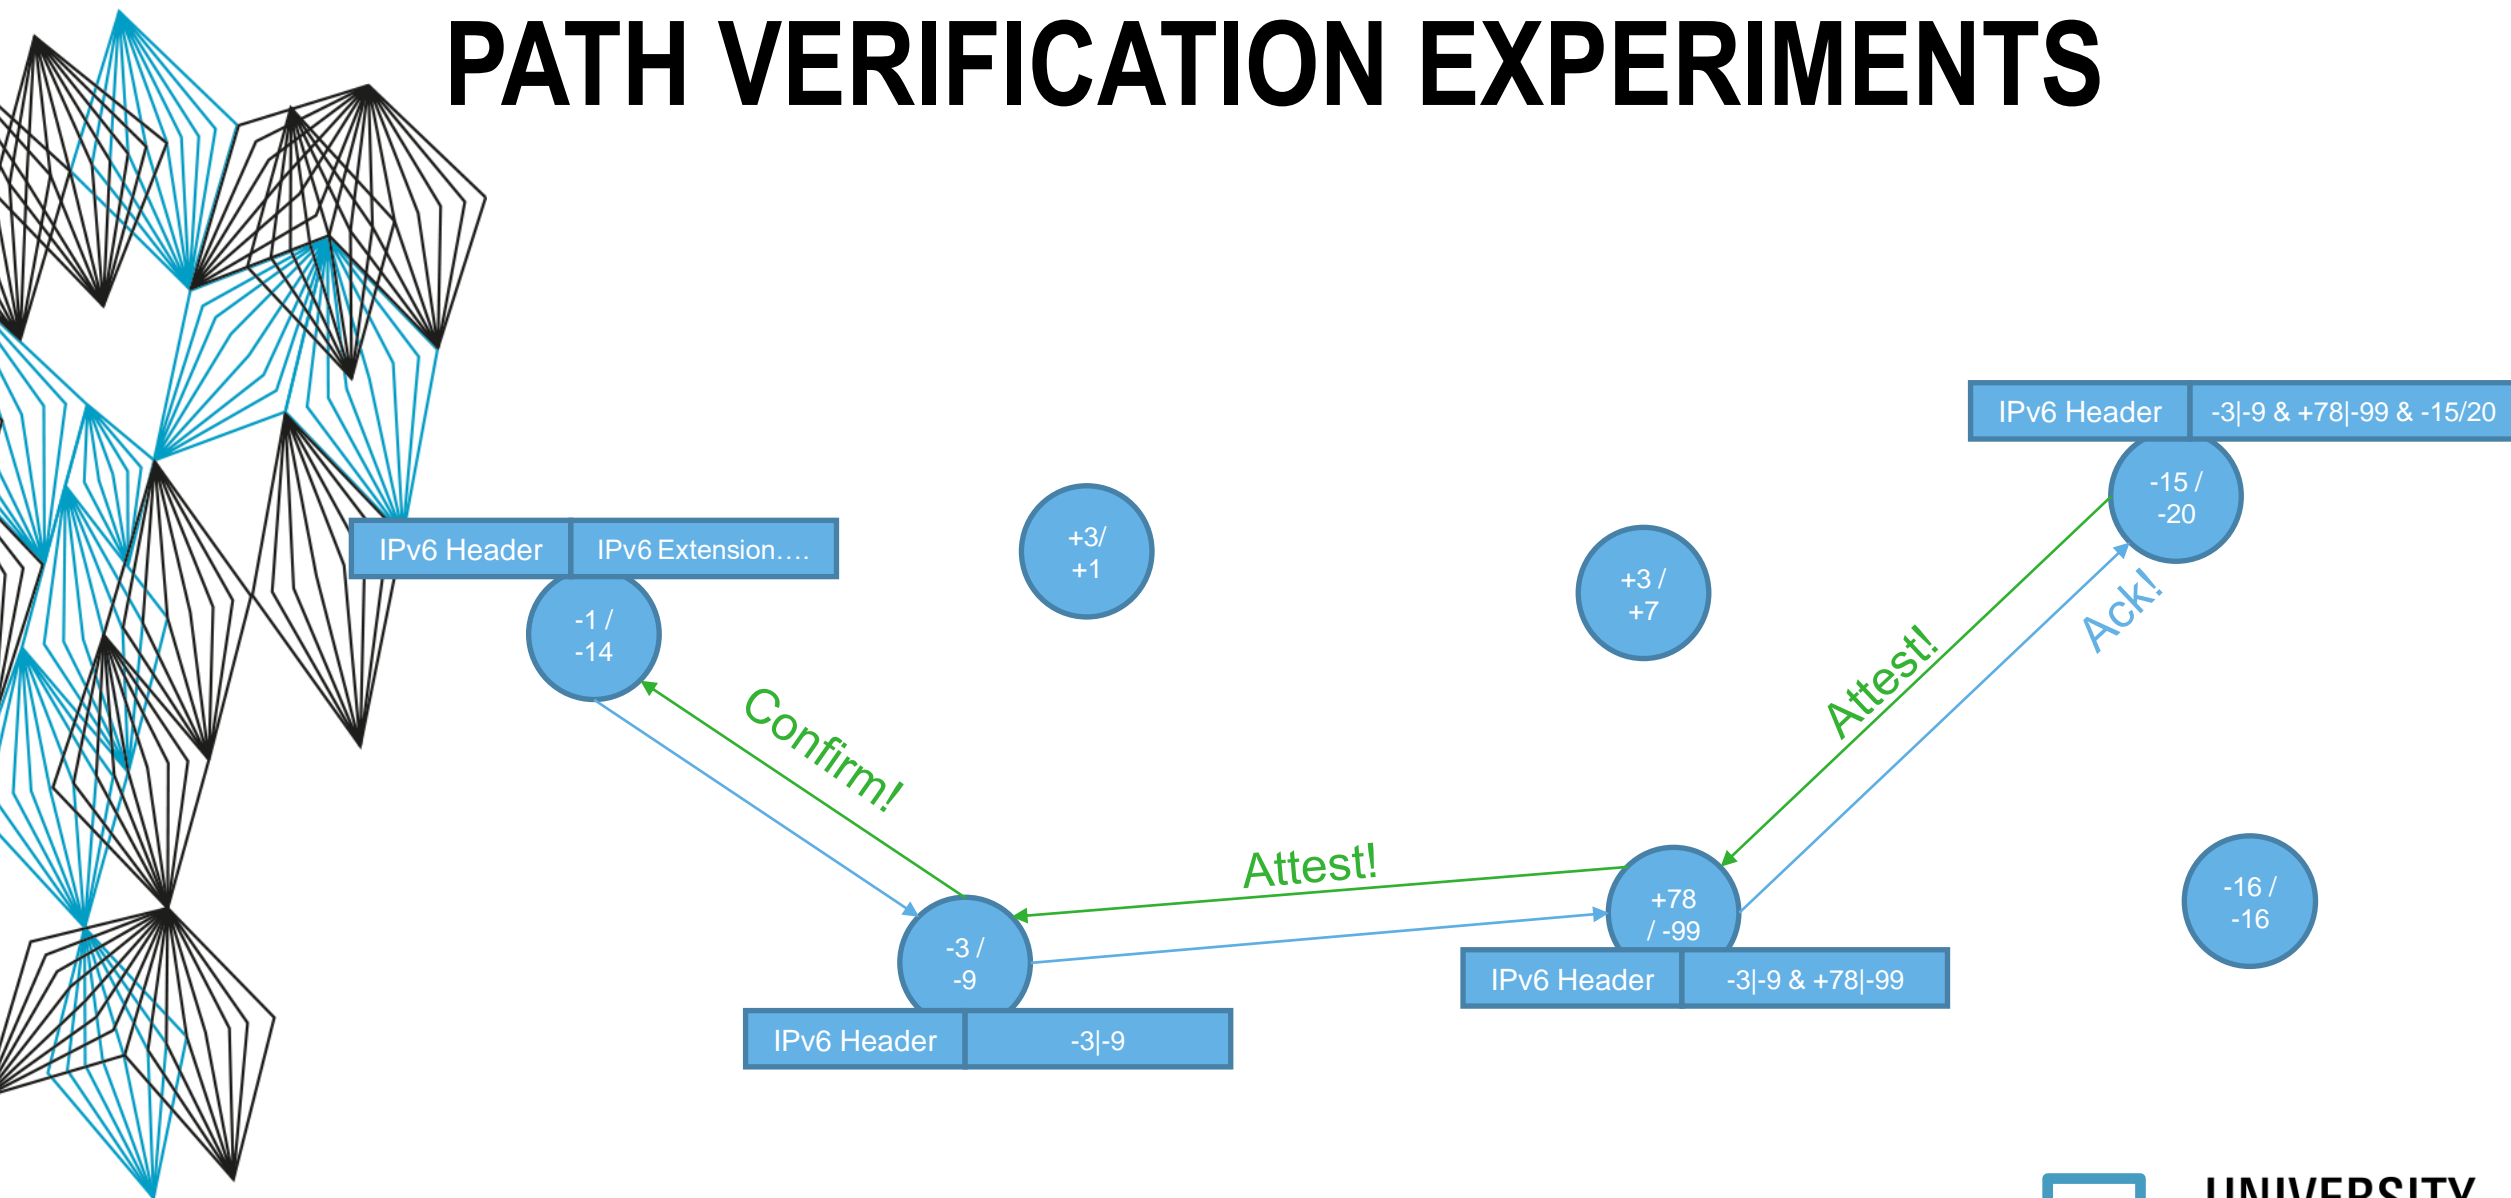 PATH VERIFICATION EXPERIMENTS
IPv6 Header
-3|-9 & +78|-99 & -15/20
-15 /
-20
IPv6 Header
IPv6 Extension....
-1 /
-14
+3/
+1
+3 /
+7
Ack!
Attest!
Confirm!
Attest!
+78
/ -99
-16 /
-16
-3 /
-9
IPv6 Header
-3|-9 & +78|-99
IPv6 Header
-3|-9
UNIVERSITY